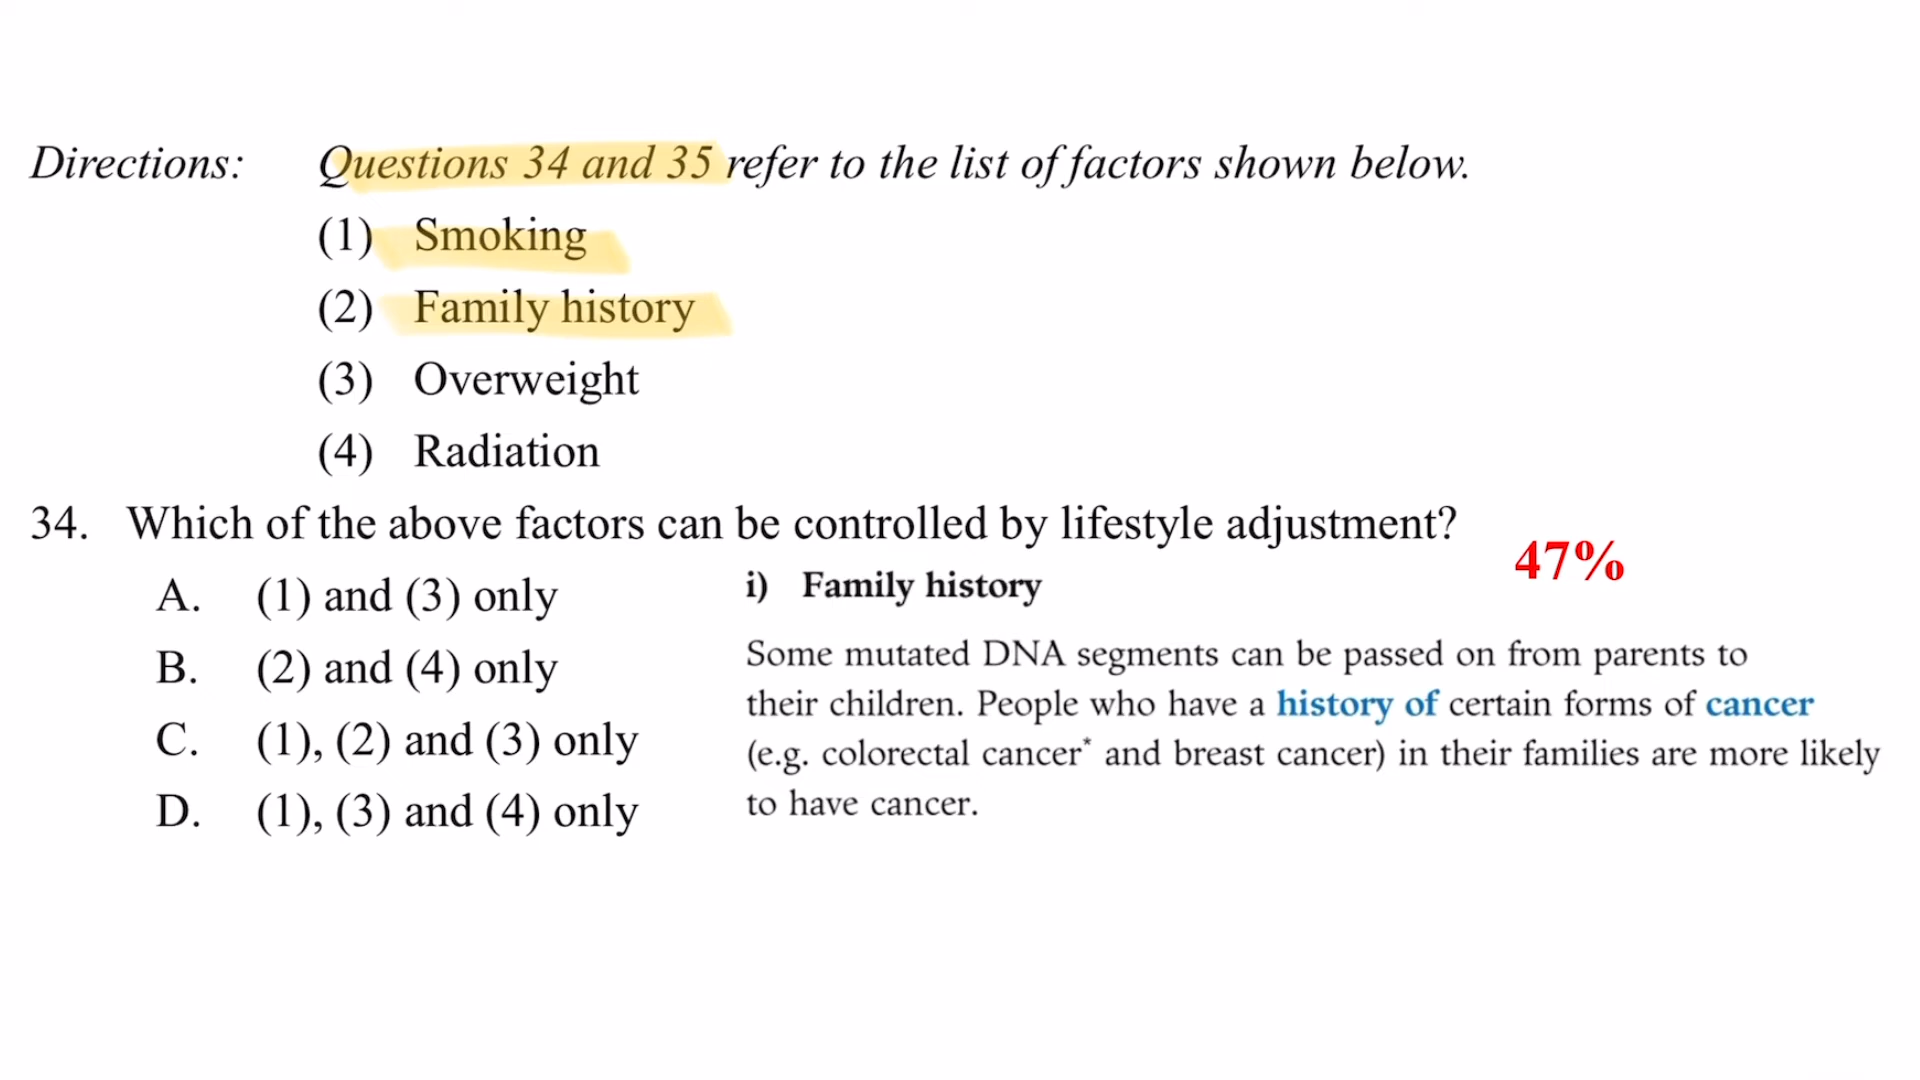 Directions: Questions 34 and 35 refer to the list of factors shown below.
(1) Smoking
(2) Family history
(3) Overweight
(4) Radiation
34. Which of the above factors can be controlled by lifestyle adjustment?
47%
A. (1) and (3) only
B. (2) and (4) only
C. (1), (2) and (3) only
D. (1), (3) and (4) only
i) Family history
Some mutated DNA segments can be passed on from parents to
their children. People who have a history of certain forms of cancer
(e.g. colorectal cancer* and breast cancer) in their families are more likely
to have cancer.